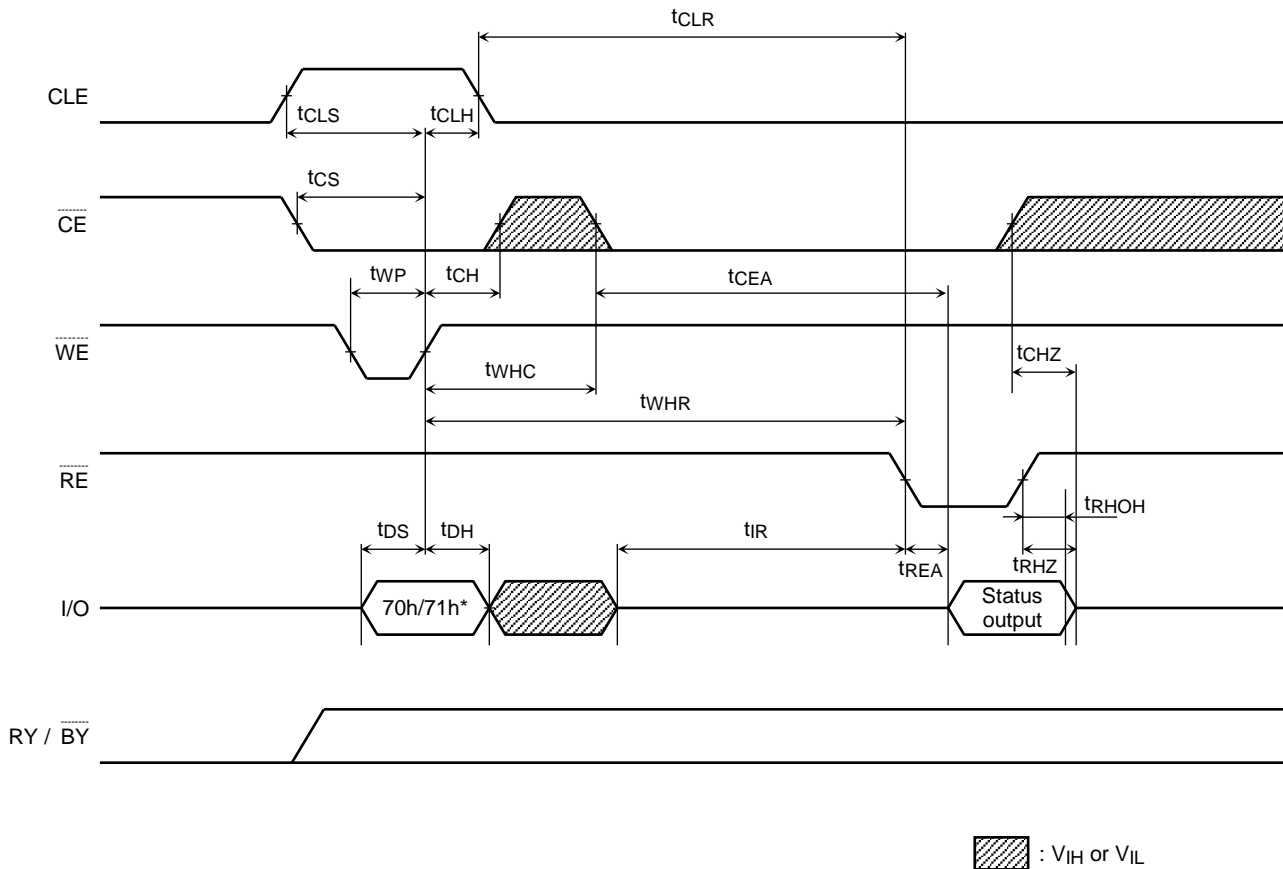 tCLR
CLE
tCLS
tCLH
tCS
CE
tWP
tCH
tCEA
WE
tCHZ
tWHC
tWHR
RE
tRHOH
tDS
tDH
tIR
tREA
tRHZ
I/O
70h/71h*
Status
output
RY / BY
: VIH or VIL